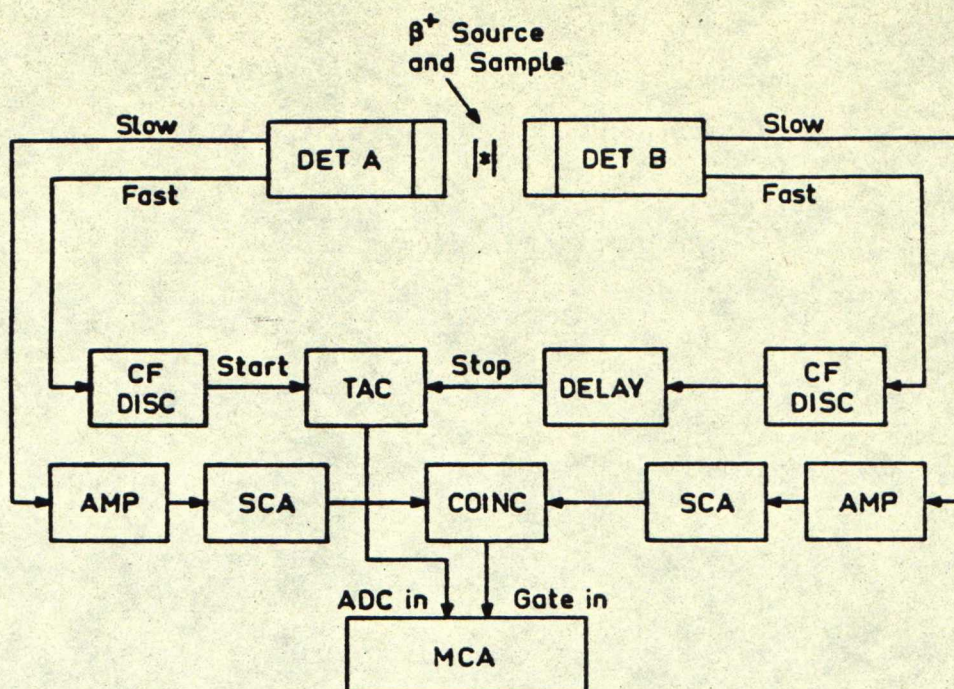 β+ Source
and Sample
Slow
DET A
|*|
DET B
Slow
Fast
Fast
CF
DISC
Start
TAC
Stop
DELAY
CF
DISC
AMP
SCA
COINC
SCA
AMP
ADC in
Gate in
MCA